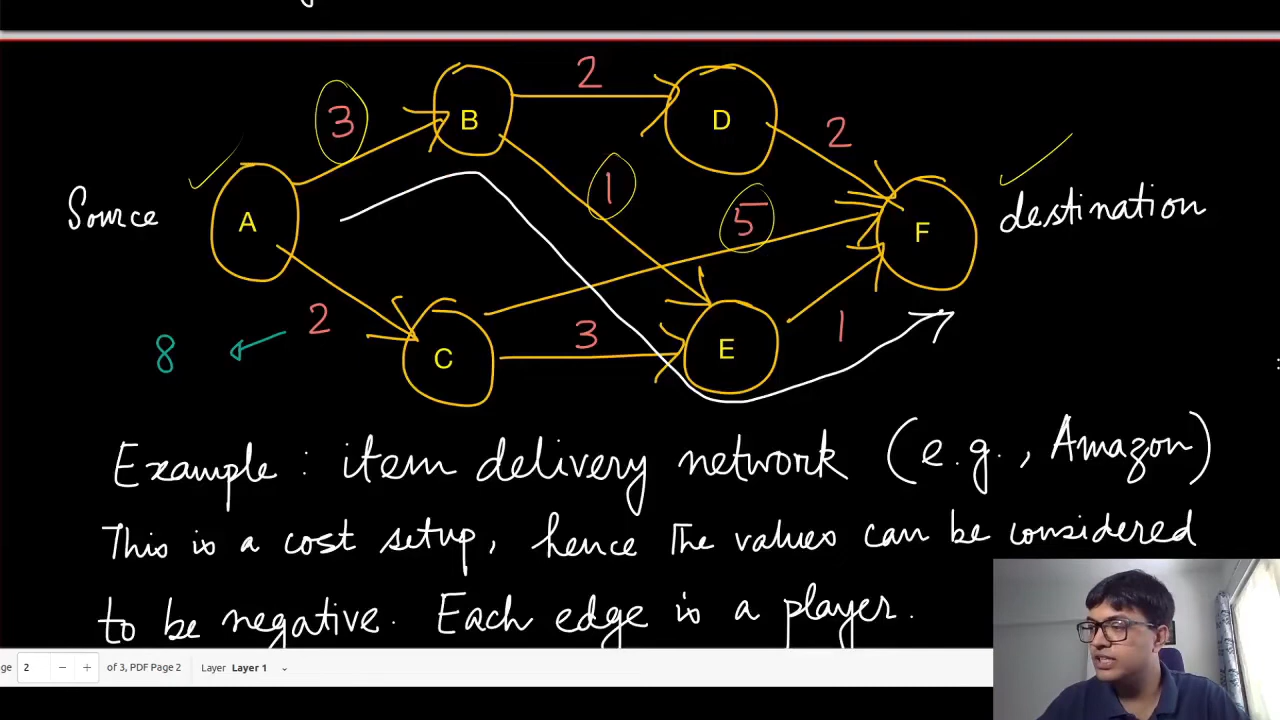 3
B
2
D
2
1
5
Source
A
F
destination
2
8
C
3
E
1
Example: item delivery network (e.g., Amazon)
This is a cost setup, hence the values can be considered
to be negative. Each edge is a player.
ge 2 − + of 3, PDF Page 2 Layer Layer 1